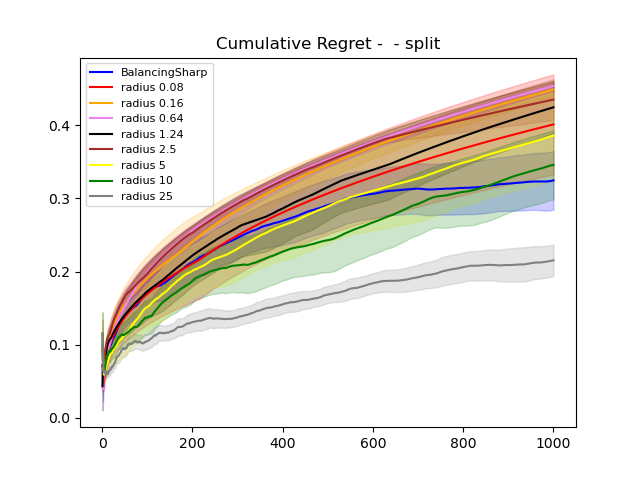 Cumulative Regret -  - split
BalancingSharp
radius 0.08
radius 0.16
radius 0.64
radius 1.24
radius 2.5
radius 5
radius 10
radius 25
0.4
0.3
0.2
0.1
0.0
0 200 400 600 800 1000